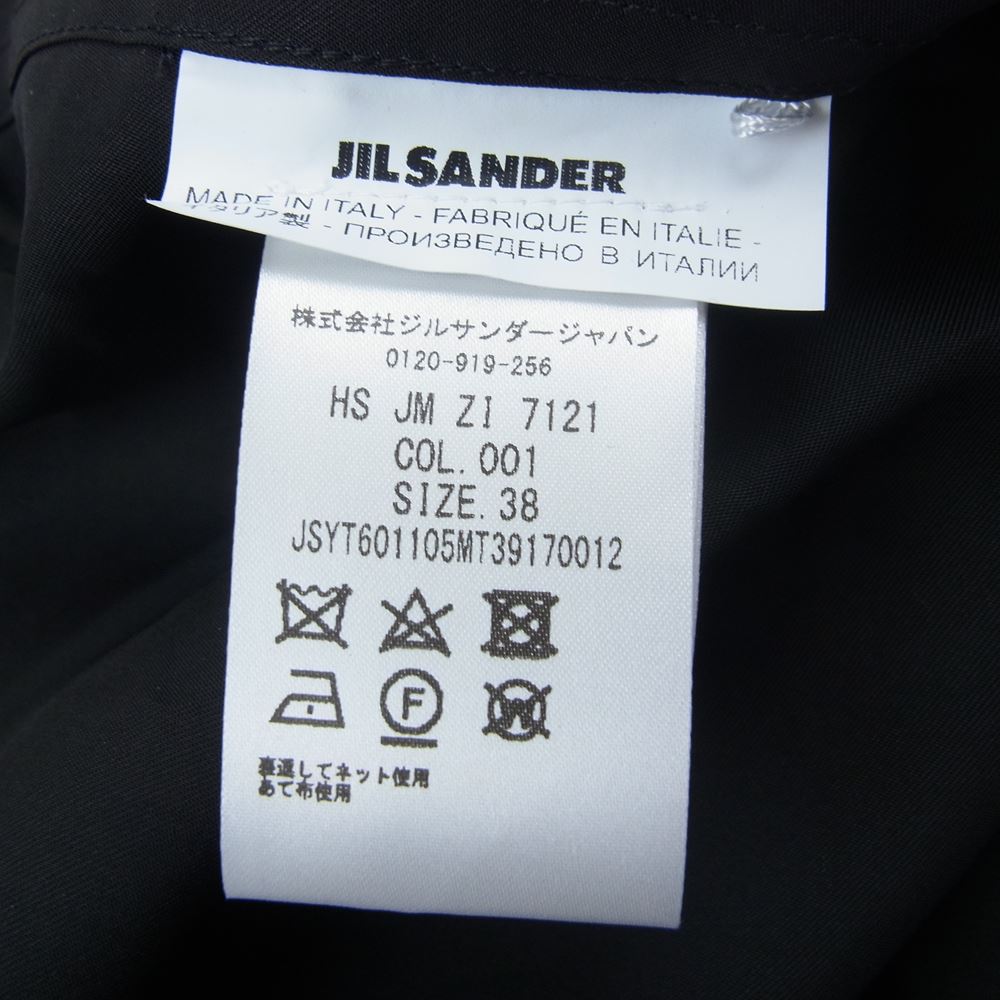 JIL SANDER
MADE IN ITALY - FABRIQUÉ EN ITALIE -
イタリア製 - ПРОИЗВЕДЕНО В ИТАЛИИ
株式会社ジルサンダージャパン
0120-919-256
HS JM ZI 7121
COL. 001
SIZE. 38
JSYT601105MT39170012
F
W
裏返してネット使用
あて布使用